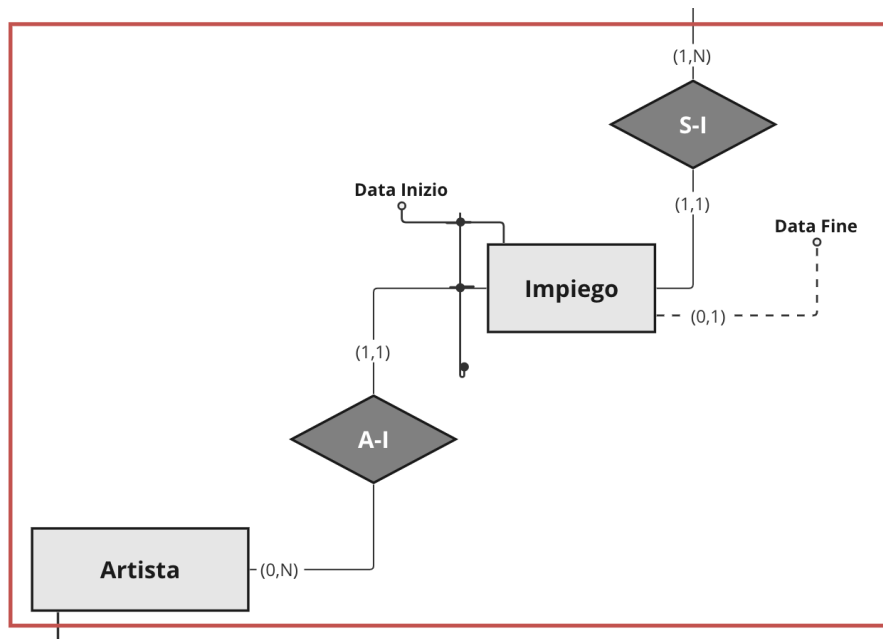 (1,N)
S-I
Data Inizio
(1,1)
Data Fine
Impiego
(0,1)
(1,1)
A-I
Artista
(0,N)